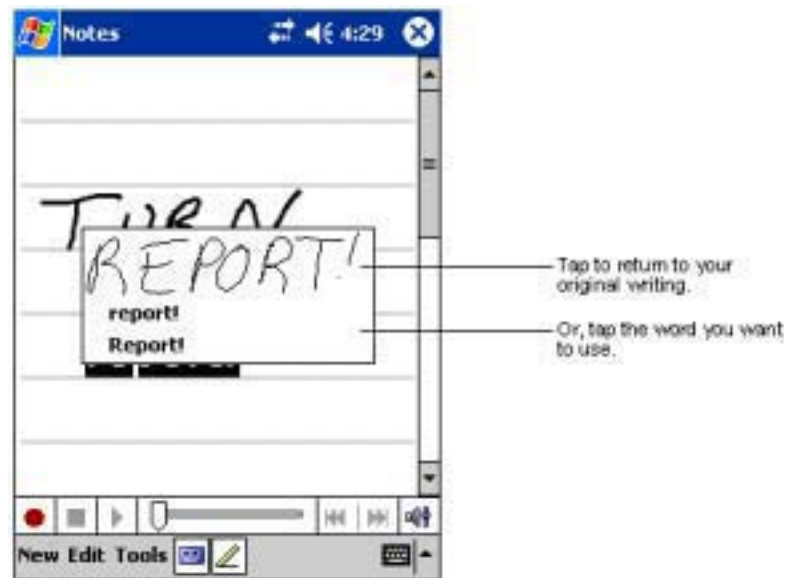 Notes 4:29
TURN
REPORT!
Tap to return to your
original writing.
report!
Or, tap the word you want
to use.
Report!
New Edit Tools